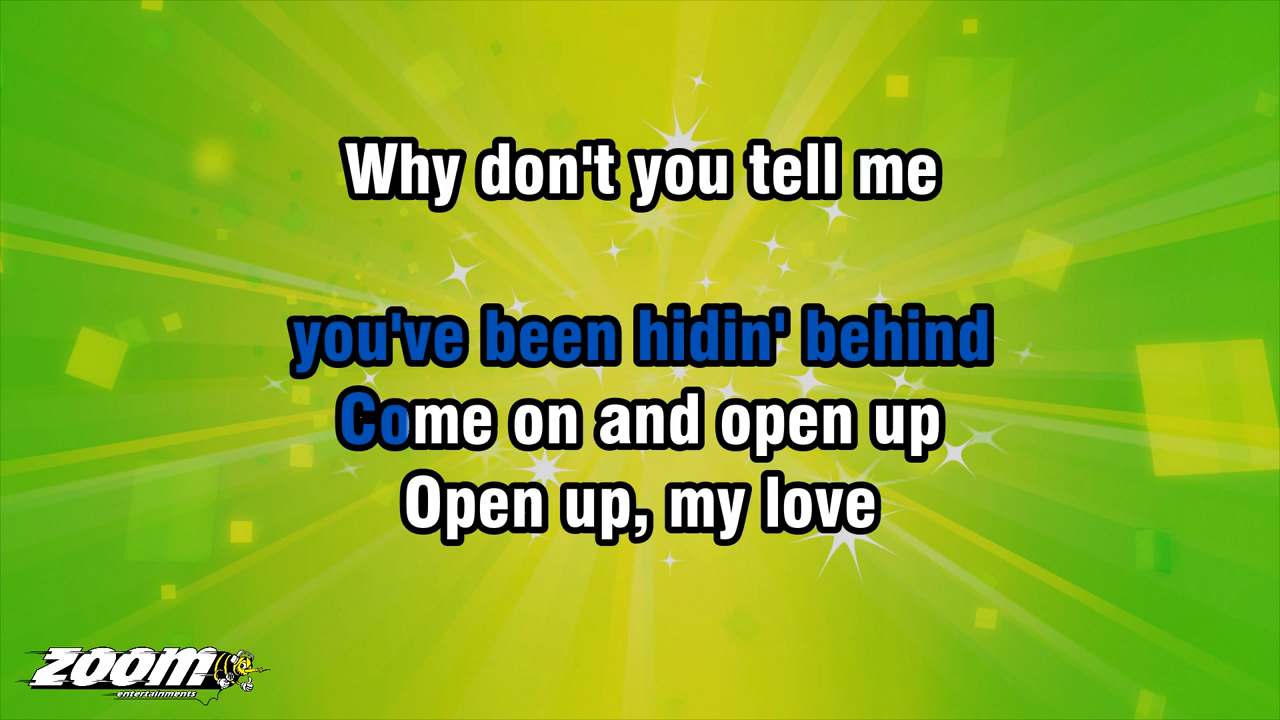 Why don't you tell me
you've been hidin' behind
Come on and open up
Open up, my love
zoom
entertainments